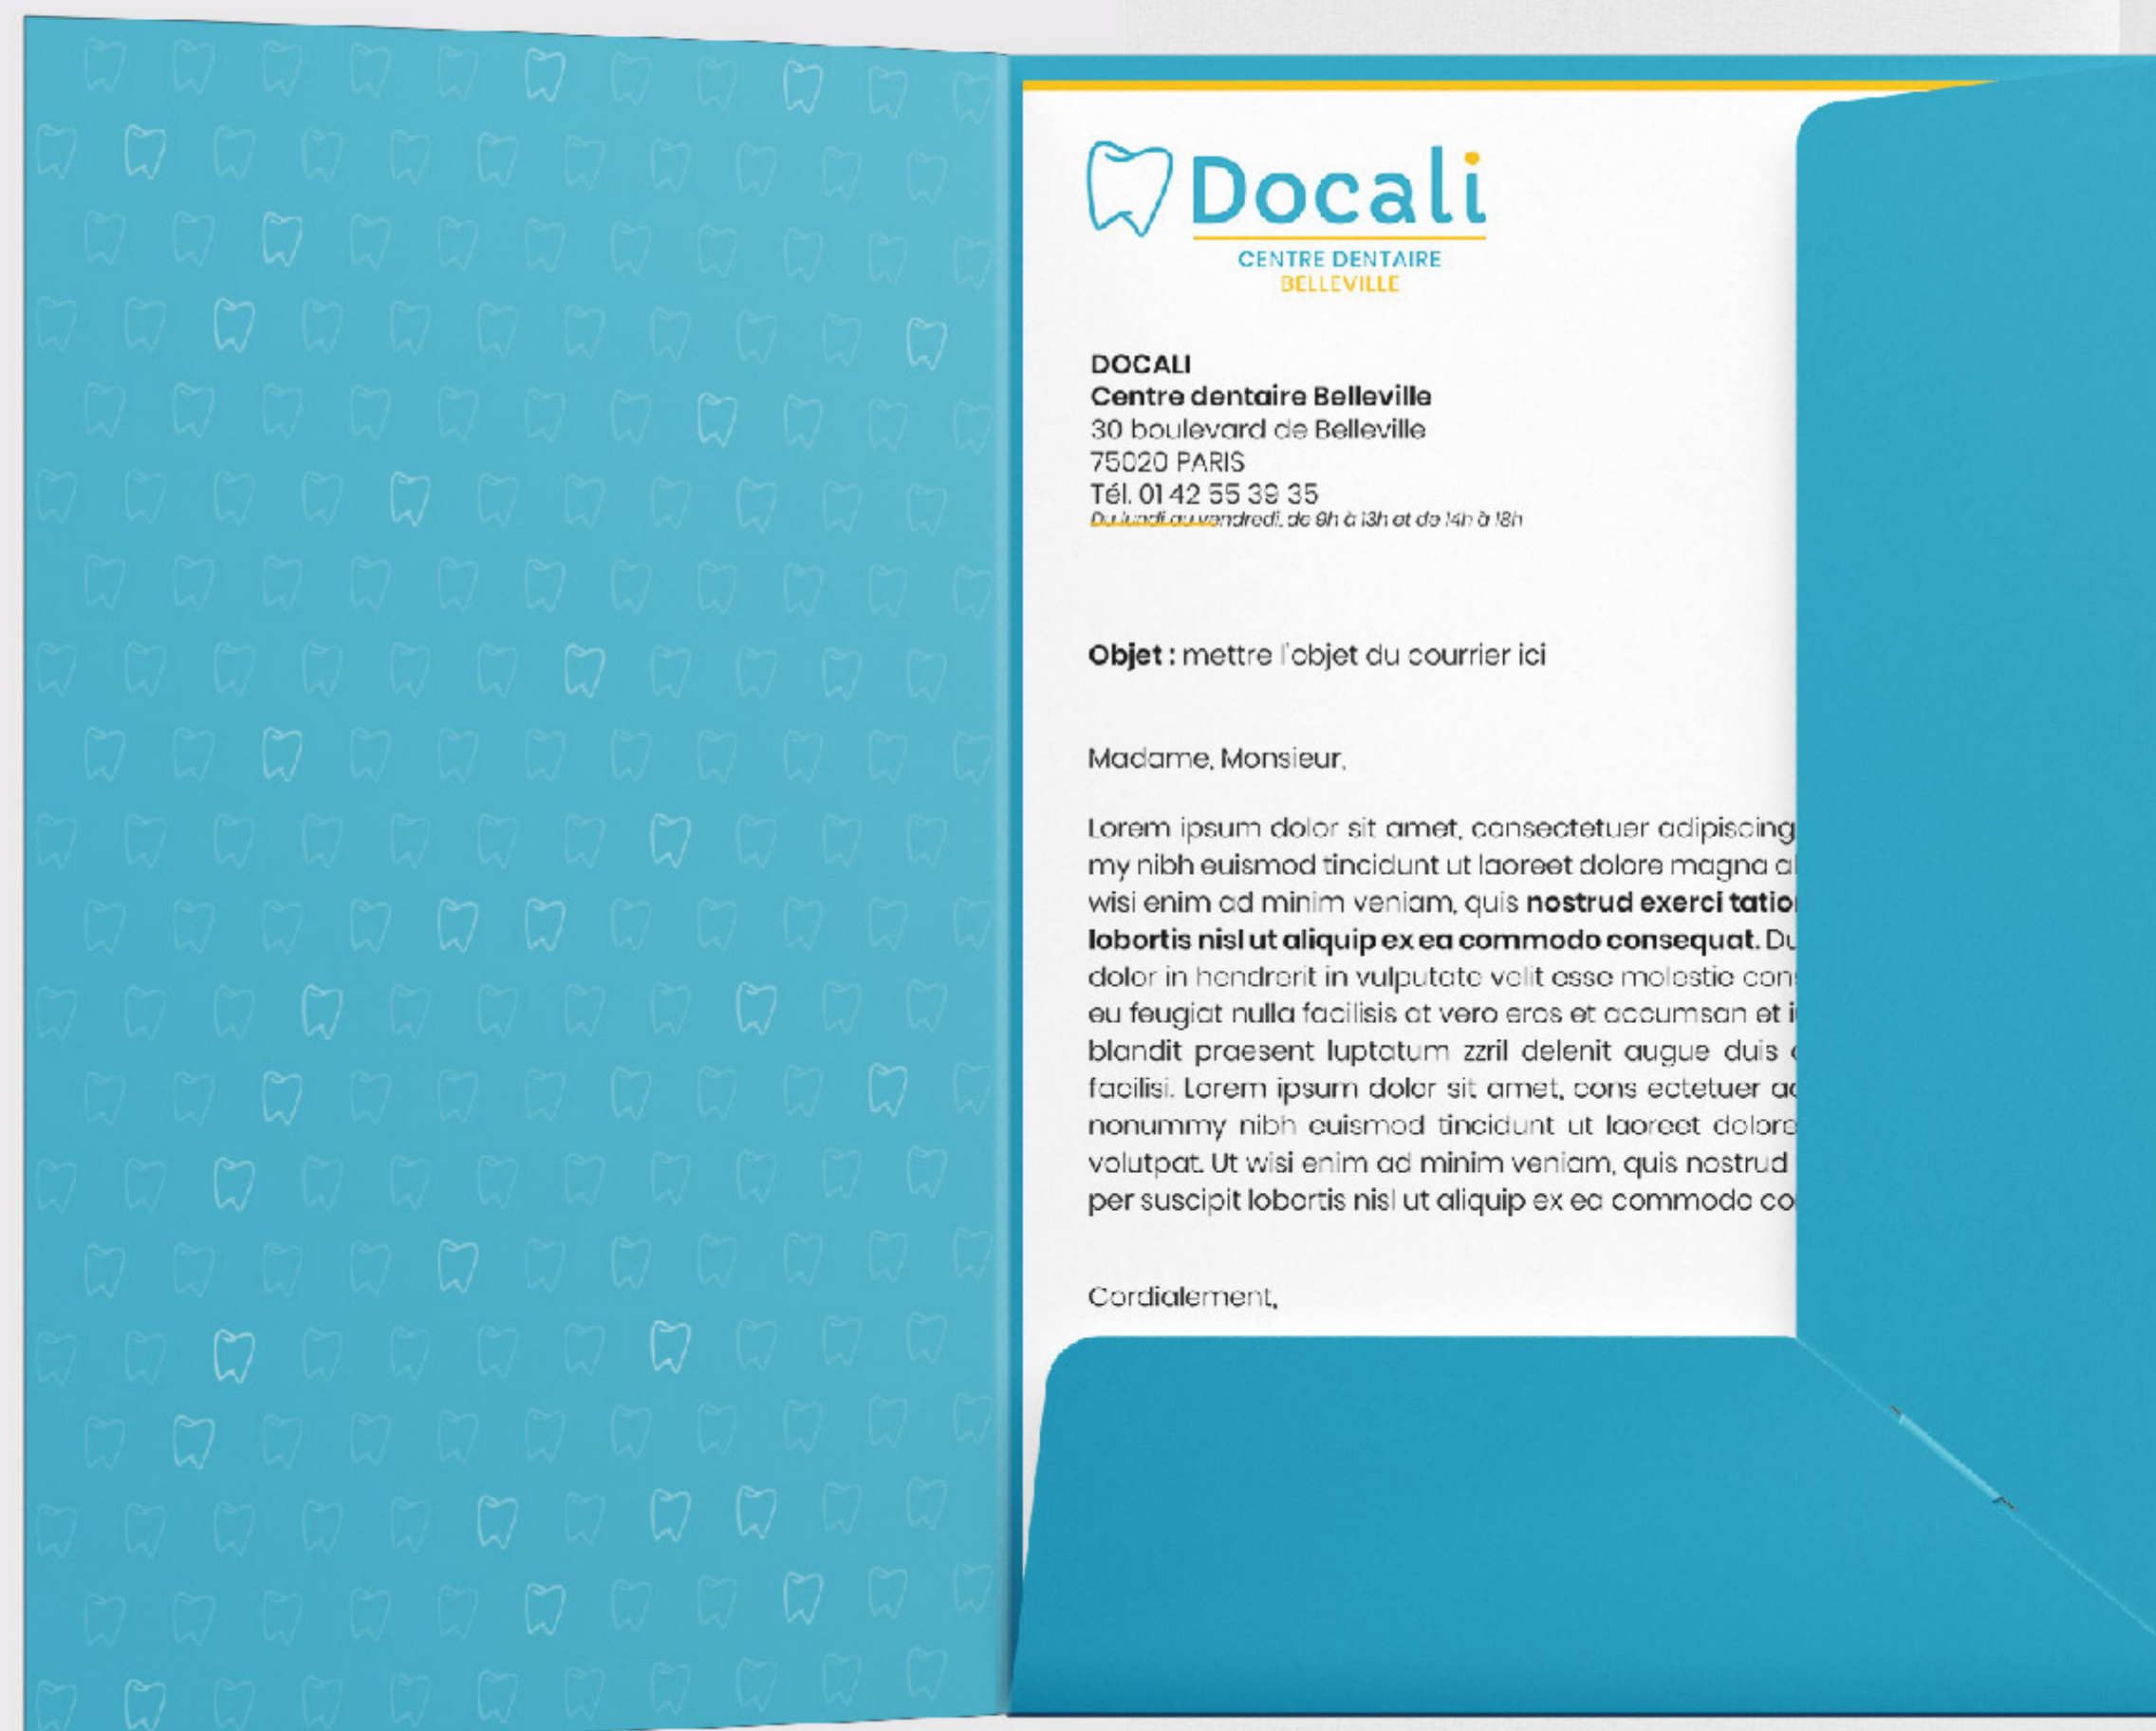 Docali
CENTRE DENTAIRE
BELLEVILLE
DOCALI
Centre dentaire Belleville
30 boulevard de Belleville
75020 PARIS
Tél. 01 42 55 39 35
Du lundi au vendredi, de 9h à 13h et de 14h à 18h
Objet : mettre l'objet du courrier ici
Madame, Monsieur,
Lorem ipsum dolor sit amet, consectetuer adipiscing
my nibh euismod tincidunt ut laoreet dolore magna
wisi enim ad minim veniam, quis nostrud exerci
lobortis nisl ut aliquip ex ea commodo consequat.
dolor in hendrerit in vulputate velit esse molestie
eu feugiat nulla facilisis at vero eros et accumsan et
blandit praesent luptatum zzril delenit augue duis
facilisi. Lorem ipsum dolor sit amet, cons ectetuer
nonummy nibh euismod tincidunt ut laoreet dolore
volutpat. Ut wisi enim ad minim veniam, quis nostrud
per suscipit lobortis nisl ut aliquip ex ea commodo
Cordialement,